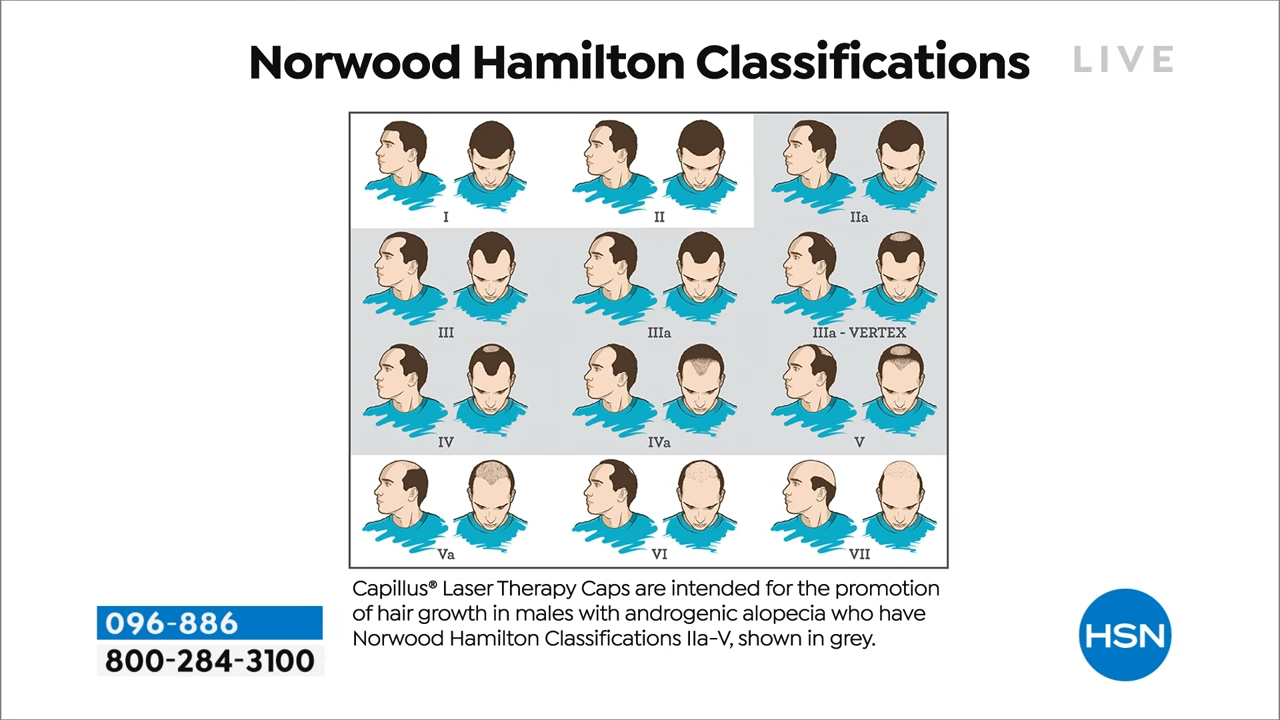 Norwood Hamilton Classifications
LIVE
I
II
IIa
III
IIIa
IIIa - VERTEX
IV
IVa
V
Va
VI
VII
Capillus® Laser Therapy Caps are intended for the promotion
of hair growth in males with androgenic alopecia who have
Norwood Hamilton Classifications IIa-V, shown in grey.
096-886
800-284-3100
HSN